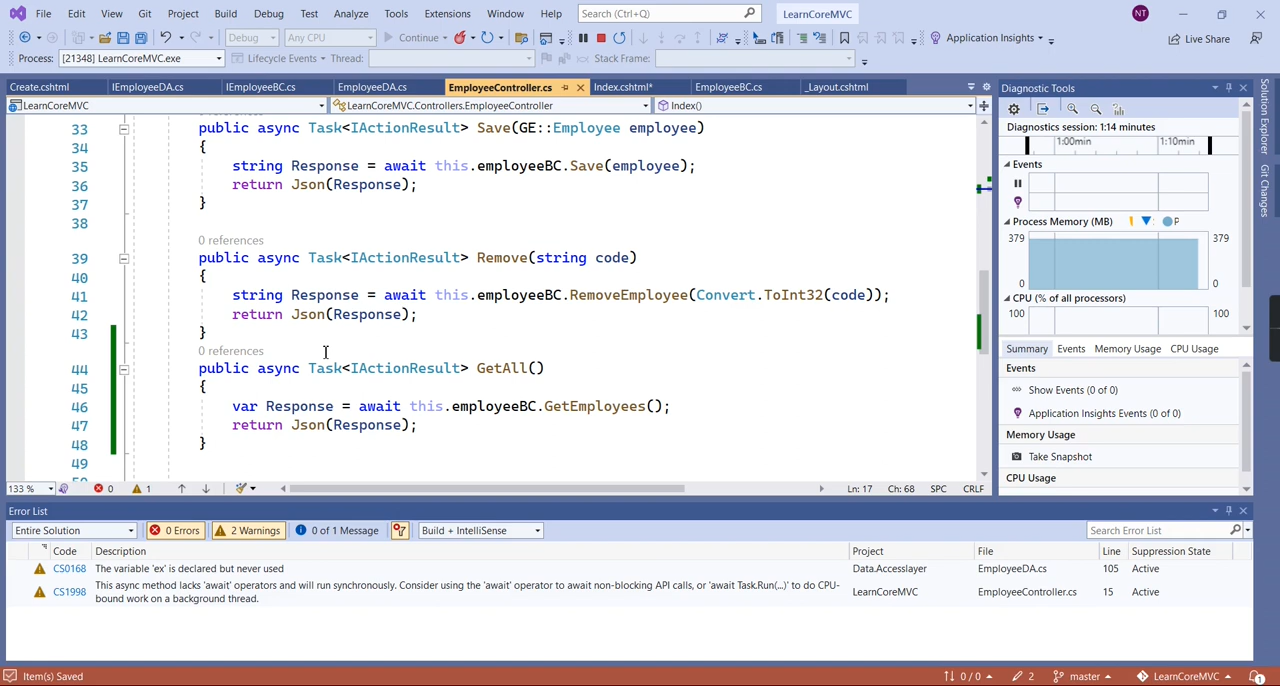 File Edit View Git Project Build Debug Test Analyze Tools Extensions Window Help Search (Ctrl+Q) LearnCoreMVC NT
Debug Any CPU Continue Application Insights Live Share
Process: [21348] LearnCoreMVC.exe Lifecycle Events Thread: Stack Frame:
Create.cshtml IEmployeeDA.cs IEmployeeBC.cs EmployeeDA.cs EmployeeController.cs Index.cshtml* EmployeeBC.cs _Layout.cshtml
LearnCoreMVC LearnCoreMVC.Controllers.EmployeeController Index()
33 public async Task<IActionResult> Save(GE::Employee employee)
34 {
35 string Response = await this.employeeBC.Save(employee);
36 return Json(Response);
37 }
38
0 references
39 public async Task<IActionResult> Remove(string code)
40 {
41 string Response = await this.employeeBC.RemoveEmployee(Convert.ToInt32(code));
42 return Json(Response);
43 }
0 references
44 public async Task<IActionResult> GetAll()
45 {
46 var Response = await this.employeeBC.GetEmployees();
47 return Json(Response);
48 }
49
133 % 0 1 Ln: 17 Ch: 68 SPC CRLF
Diagnostic Tools
Diagnostics session: 1:14 minutes
1:00min 1:10min
Events
Process Memory (MB) P
379 379
0 0
CPU (% of all processors)
100 100
Summary Events Memory Usage CPU Usage
Events
Show Events (0 of 0)
Application Insights Events (0 of 0)
Memory Usage
Take Snapshot
CPU Usage
Solution Explorer
Git Changes
Error List
Entire Solution 0 Errors 2 Warnings 0 of 1 Message Build + IntelliSense Search Error List
Code Description Project File Line Suppression State
CS0168 The variable 'ex' is declared but never used Data.Accesslayer EmployeeDA.cs 105 Active
CS1998 This async method lacks 'await' operators and will run synchronously. Consider using the 'await' operator to await non-blocking API calls, or 'await Task.Run(...)' to do CPU-
bound work on a background thread. LearnCoreMVC EmployeeController.cs 15 Active
Item(s) Saved 0 / 0 2 master LearnCoreMVC 1